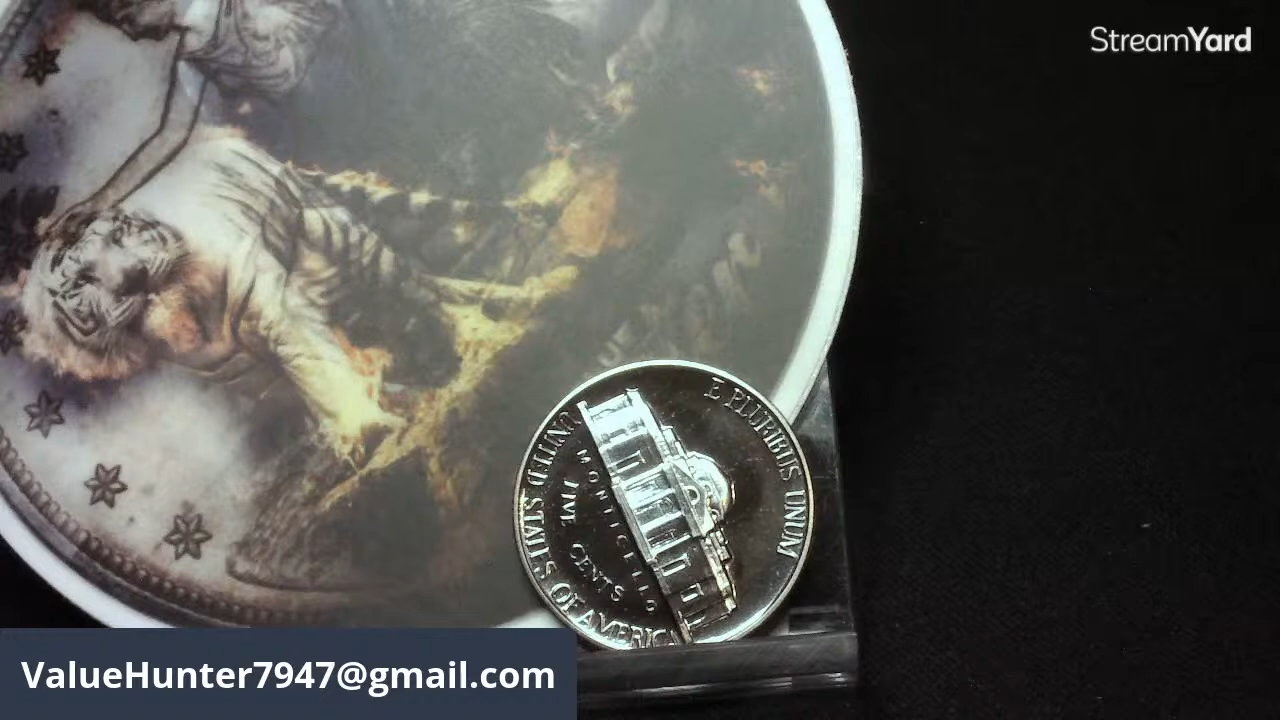 StreamYard
E PLURIBUS UNUM
MONTICELLO
FIVE CENTS
UNITED STATES OF AMERICA
ValueHunter7947@gmail.com